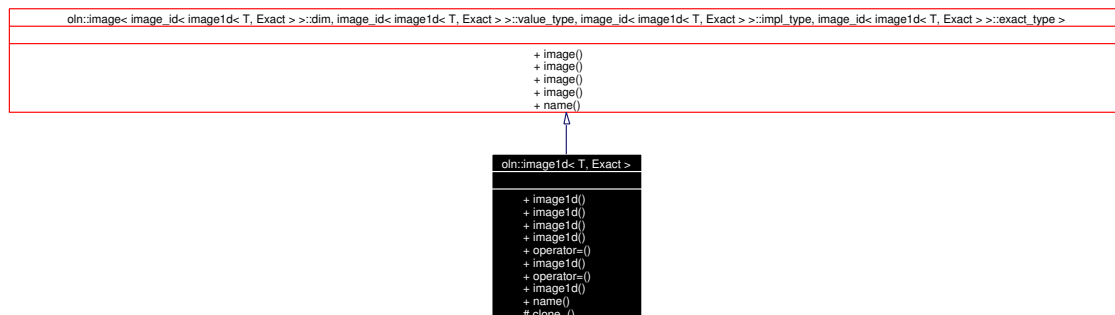 oln::image< image_id< image1d< T, Exact > >::dim, image_id< image1d< T, Exact > >::value_type, image_id< image1d< T, Exact > >::impl_type, image_id< image1d< T, Exact > >::exact_type >
+ image()
+ image()
+ image()
+ image()
+ name()
oln::image1d< T, Exact >
+ image1d()
+ image1d()
+ image1d()
+ image1d()
+ operator=()
+ image1d()
+ operator=()
+ image1d()
+ name()
# clone_()